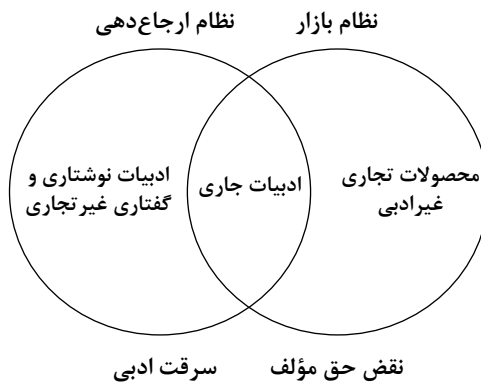 نظام بازار
نظام ارجاع‌دهی
محصولات تجاری
غیرادبی
ادبیات جاری
ادبیات نوشتاری و
گفتاری غیرتجاری
نقض حق مؤلف
سرقت ادبی